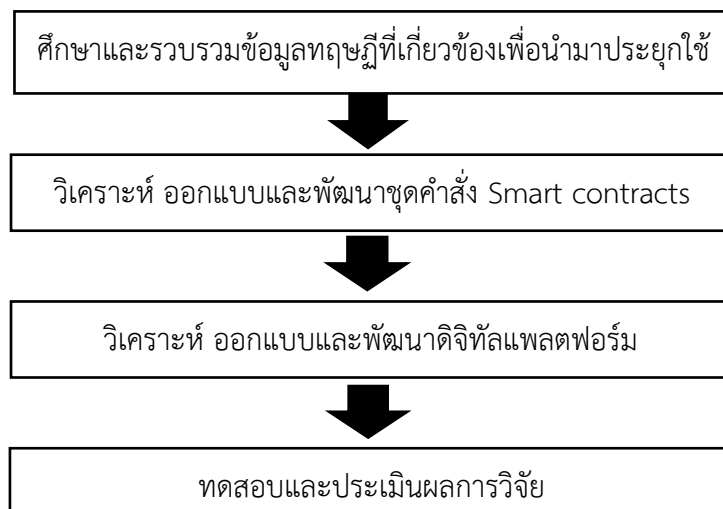 ศึกษาและรวบรวมข้อมูลทฤษฏีที่เกี่ยวข้องเพื่อนำมาประยุกใช้
วิเคราะห์ ออกแบบและพัฒนาชุดคำสั่ง Smart contracts
วิเคราะห์ ออกแบบและพัฒนาดิจิทัลแพลตฟอร์ม
ทดสอบและประเมินผลการวิจัย